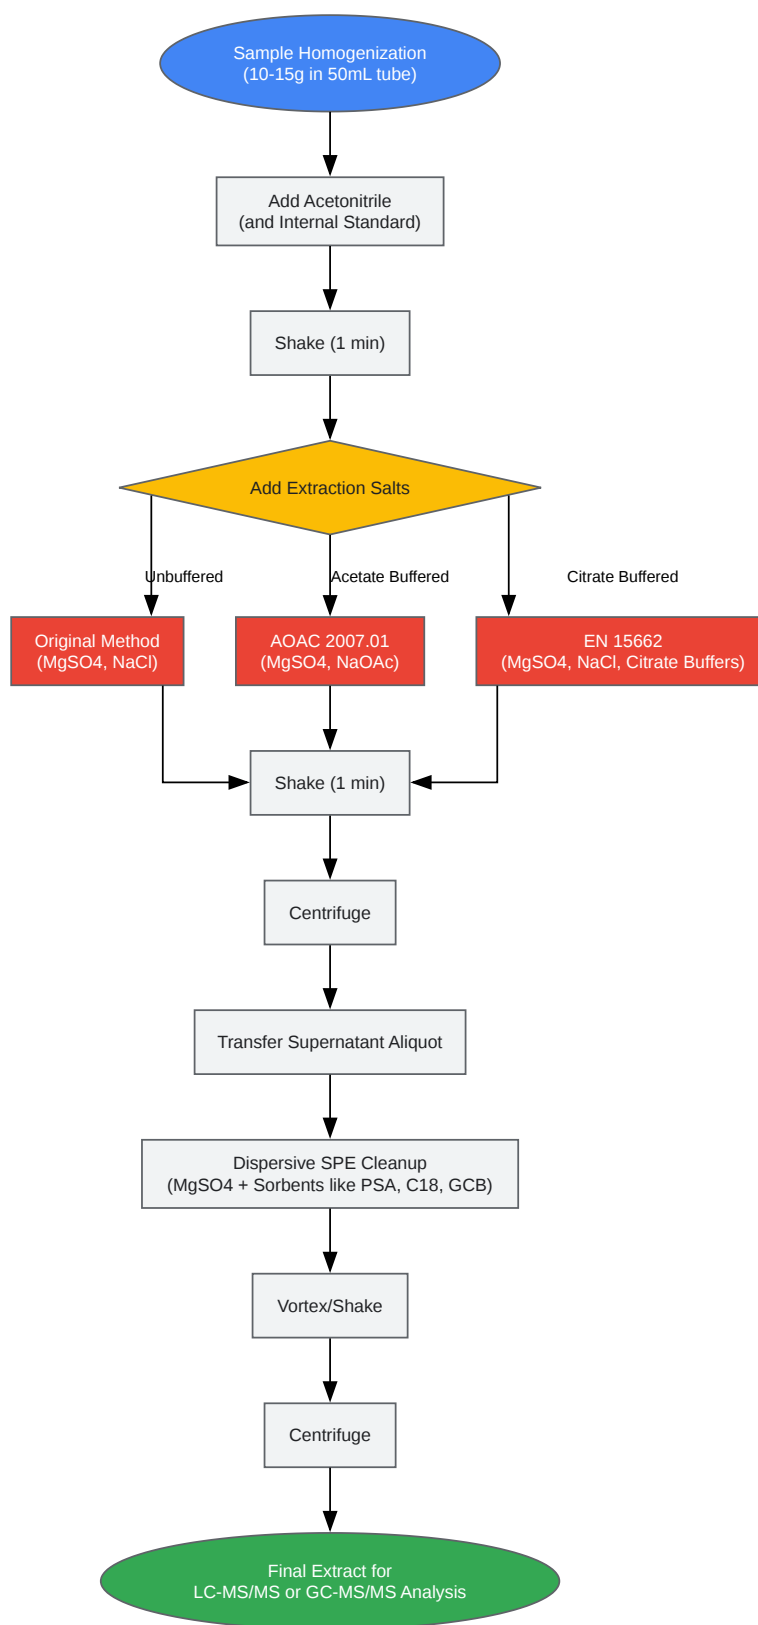 Sample Homogenization
(10-15g in 50mL tube)
Add Acetonitrile
(and Internal Standard)
Shake (1 min)
Add Extraction Salts
Unbuffered
Acetate Buffered
Citrate Buffered
Original Method
(MgSO4, NaCl)
AOAC 2007.01
(MgSO4, NaOAc)
EN 15662
(MgSO4, NaCl, Citrate Buffers)
Shake (1 min)
Centrifuge
Transfer Supernatant Aliquot
Dispersive SPE Cleanup
(MgSO4 + Sorbents like PSA, C18, GCB)
Vortex/Shake
Centrifuge
Final Extract for
LC-MS/MS or GC-MS/MS Analysis